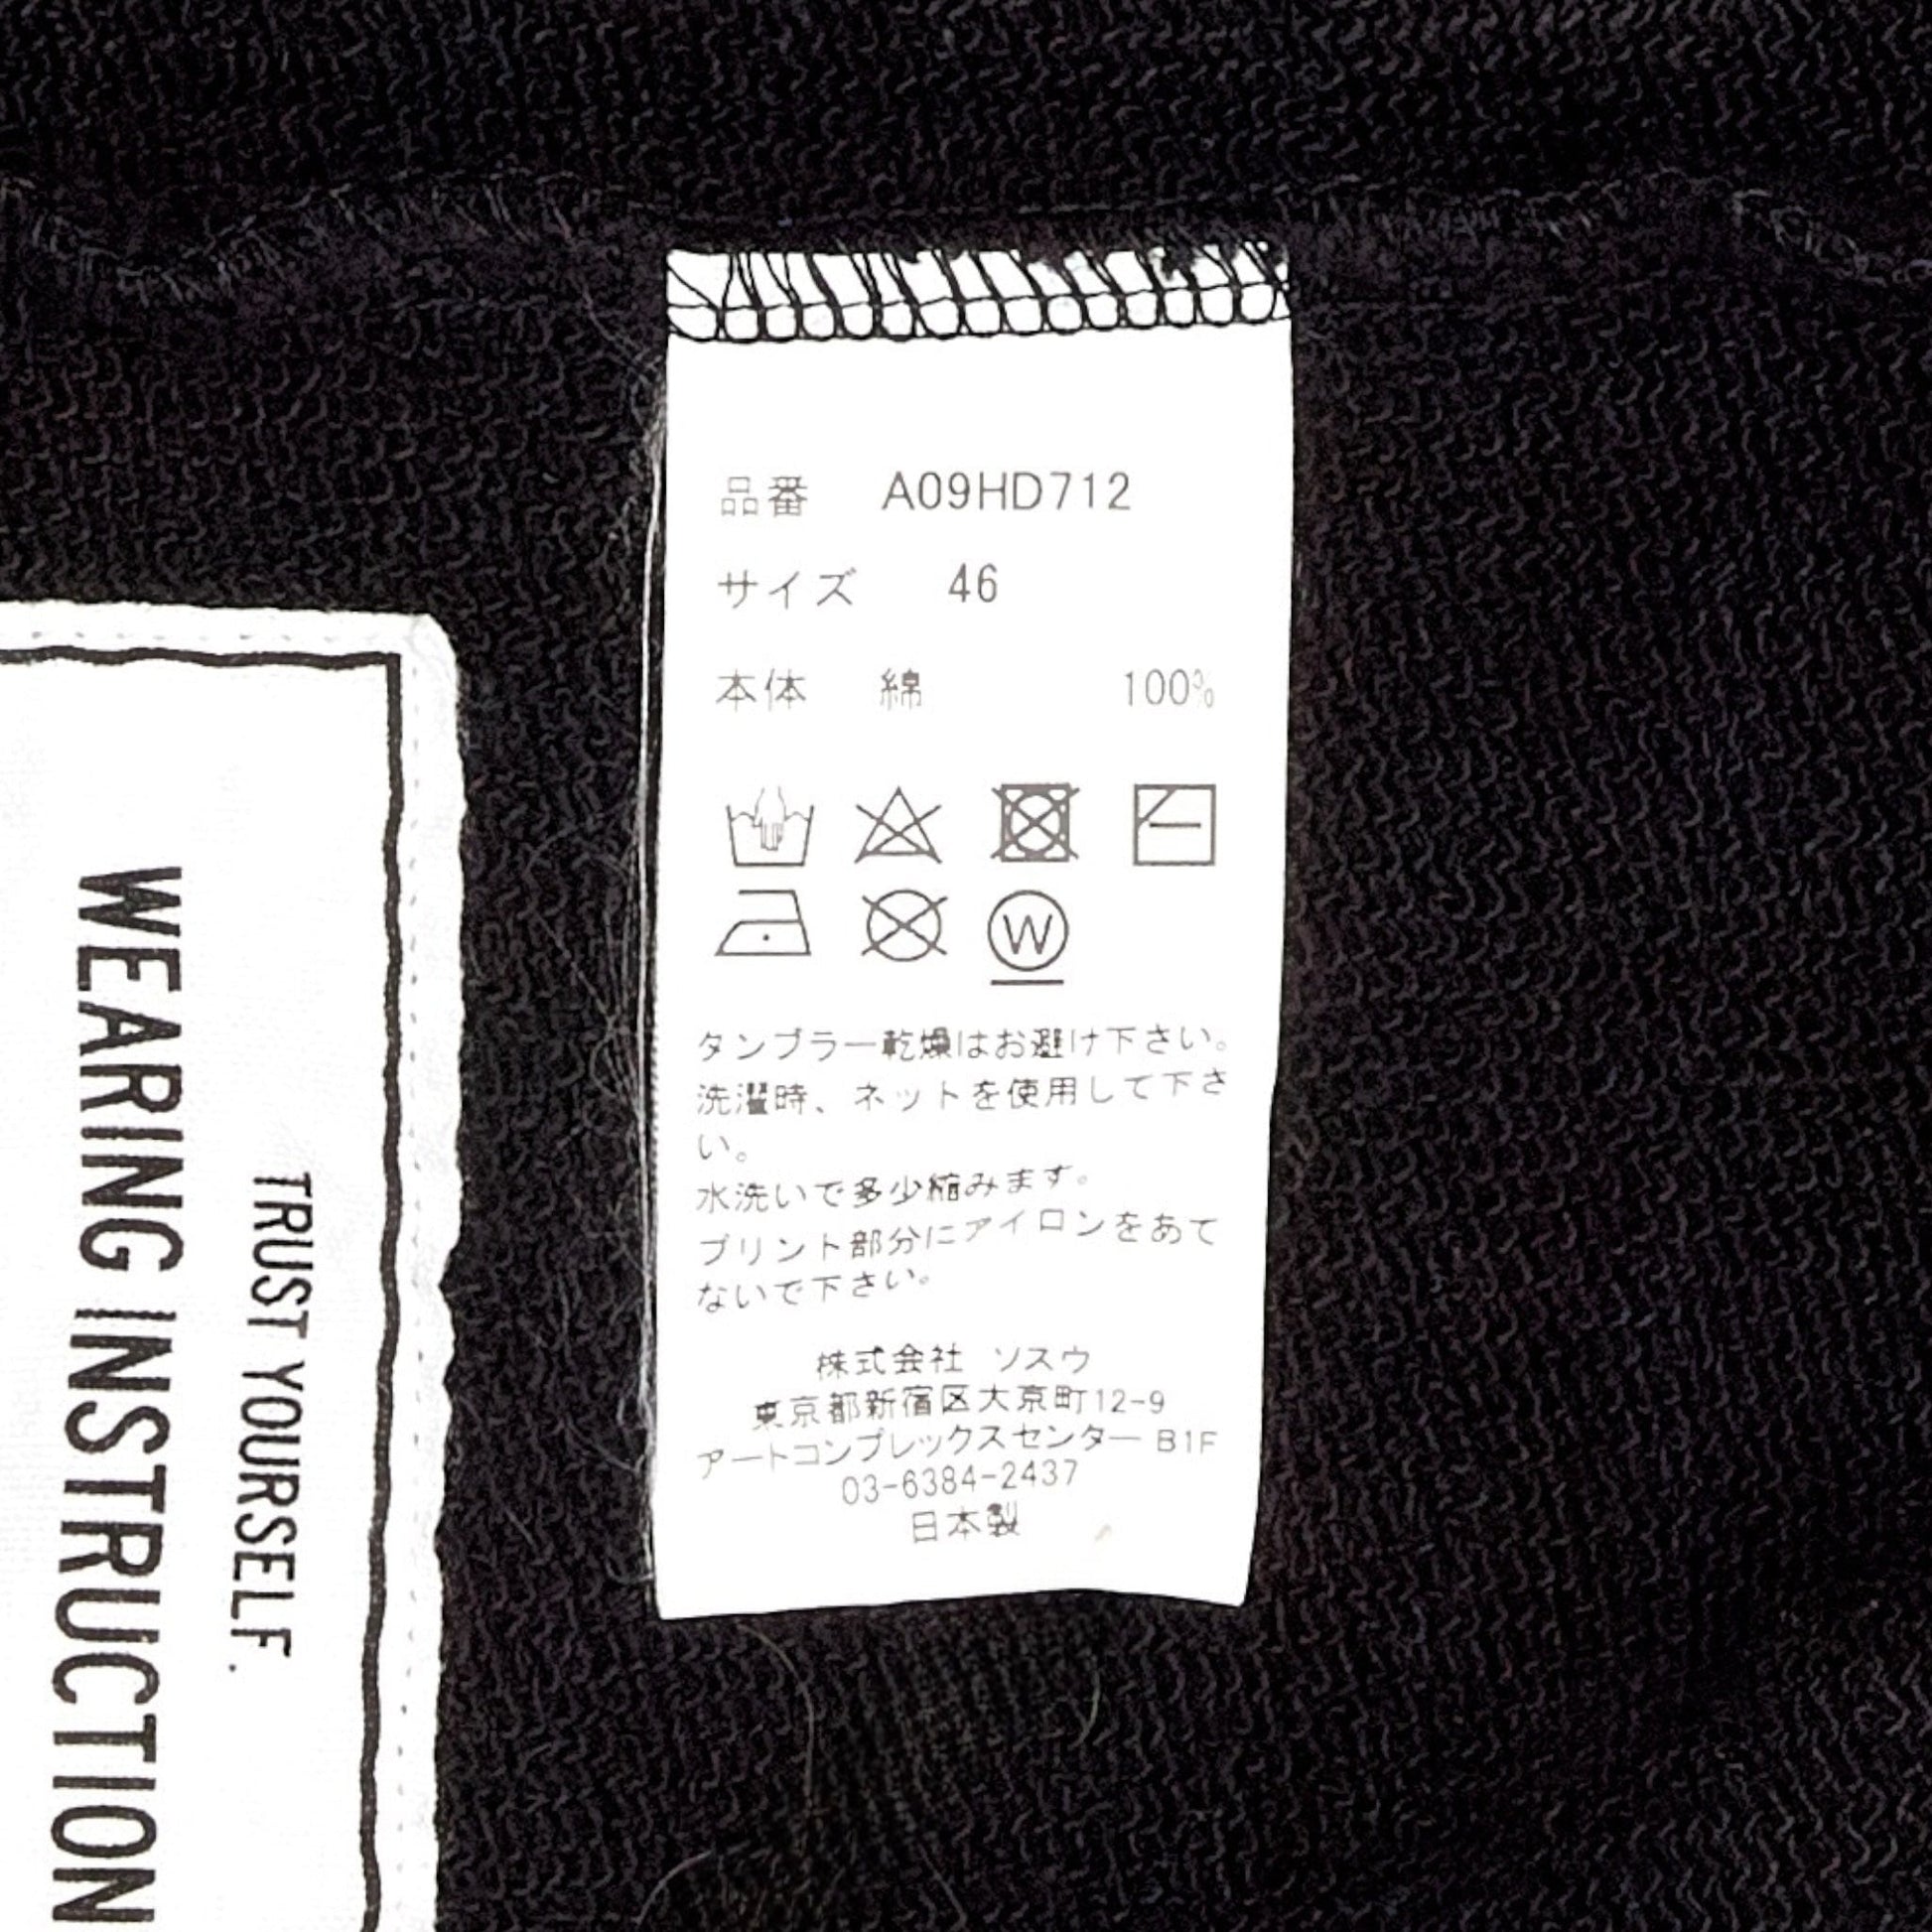 品番 A09HD712
サイズ 46
本体 綿 100%
W
タンブラー乾燥はお避け下さい。
洗濯時、ネットを使用して下さ
い。
水洗いで多少縮みます。
プリント部分にアイロンをあて
ないで下さい。
株式会社 ソスウ
東京都新宿区大京町12-9
アートコンプレックスセンター B1F
03-6384-2437
日本製
TRUST YOURSELF.
WEARING INSTRUCTION